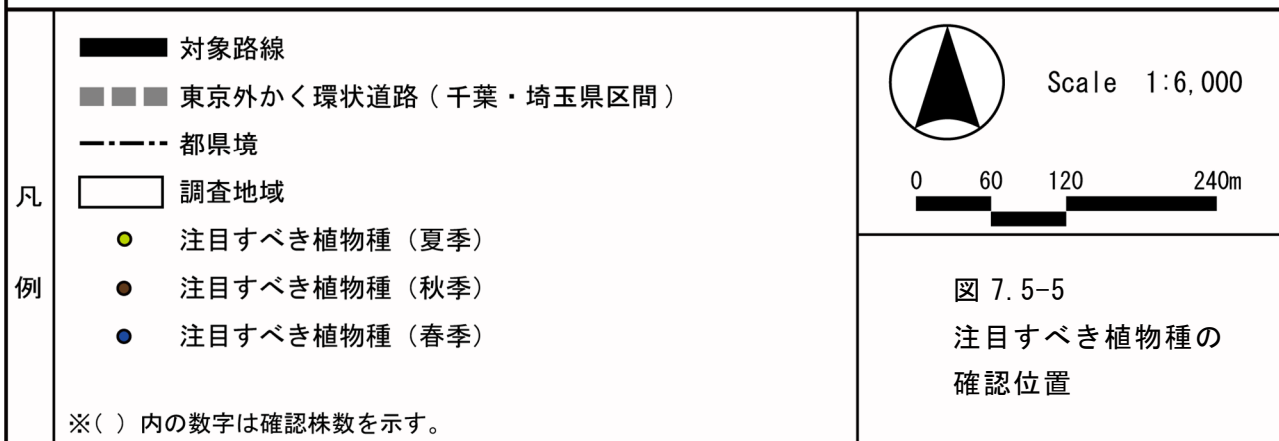 凡例
対象路線
東京外かく環状道路（千葉・埼玉県区間）
都県境
調査地域
注目すべき植物種（夏季）
注目すべき植物種（秋季）
注目すべき植物種（春季）
※( ) 内の数字は確認株数を示す。
Scale 1:6,000
0 60 120 240m
図 7.5-5
注目すべき植物種の
確認位置